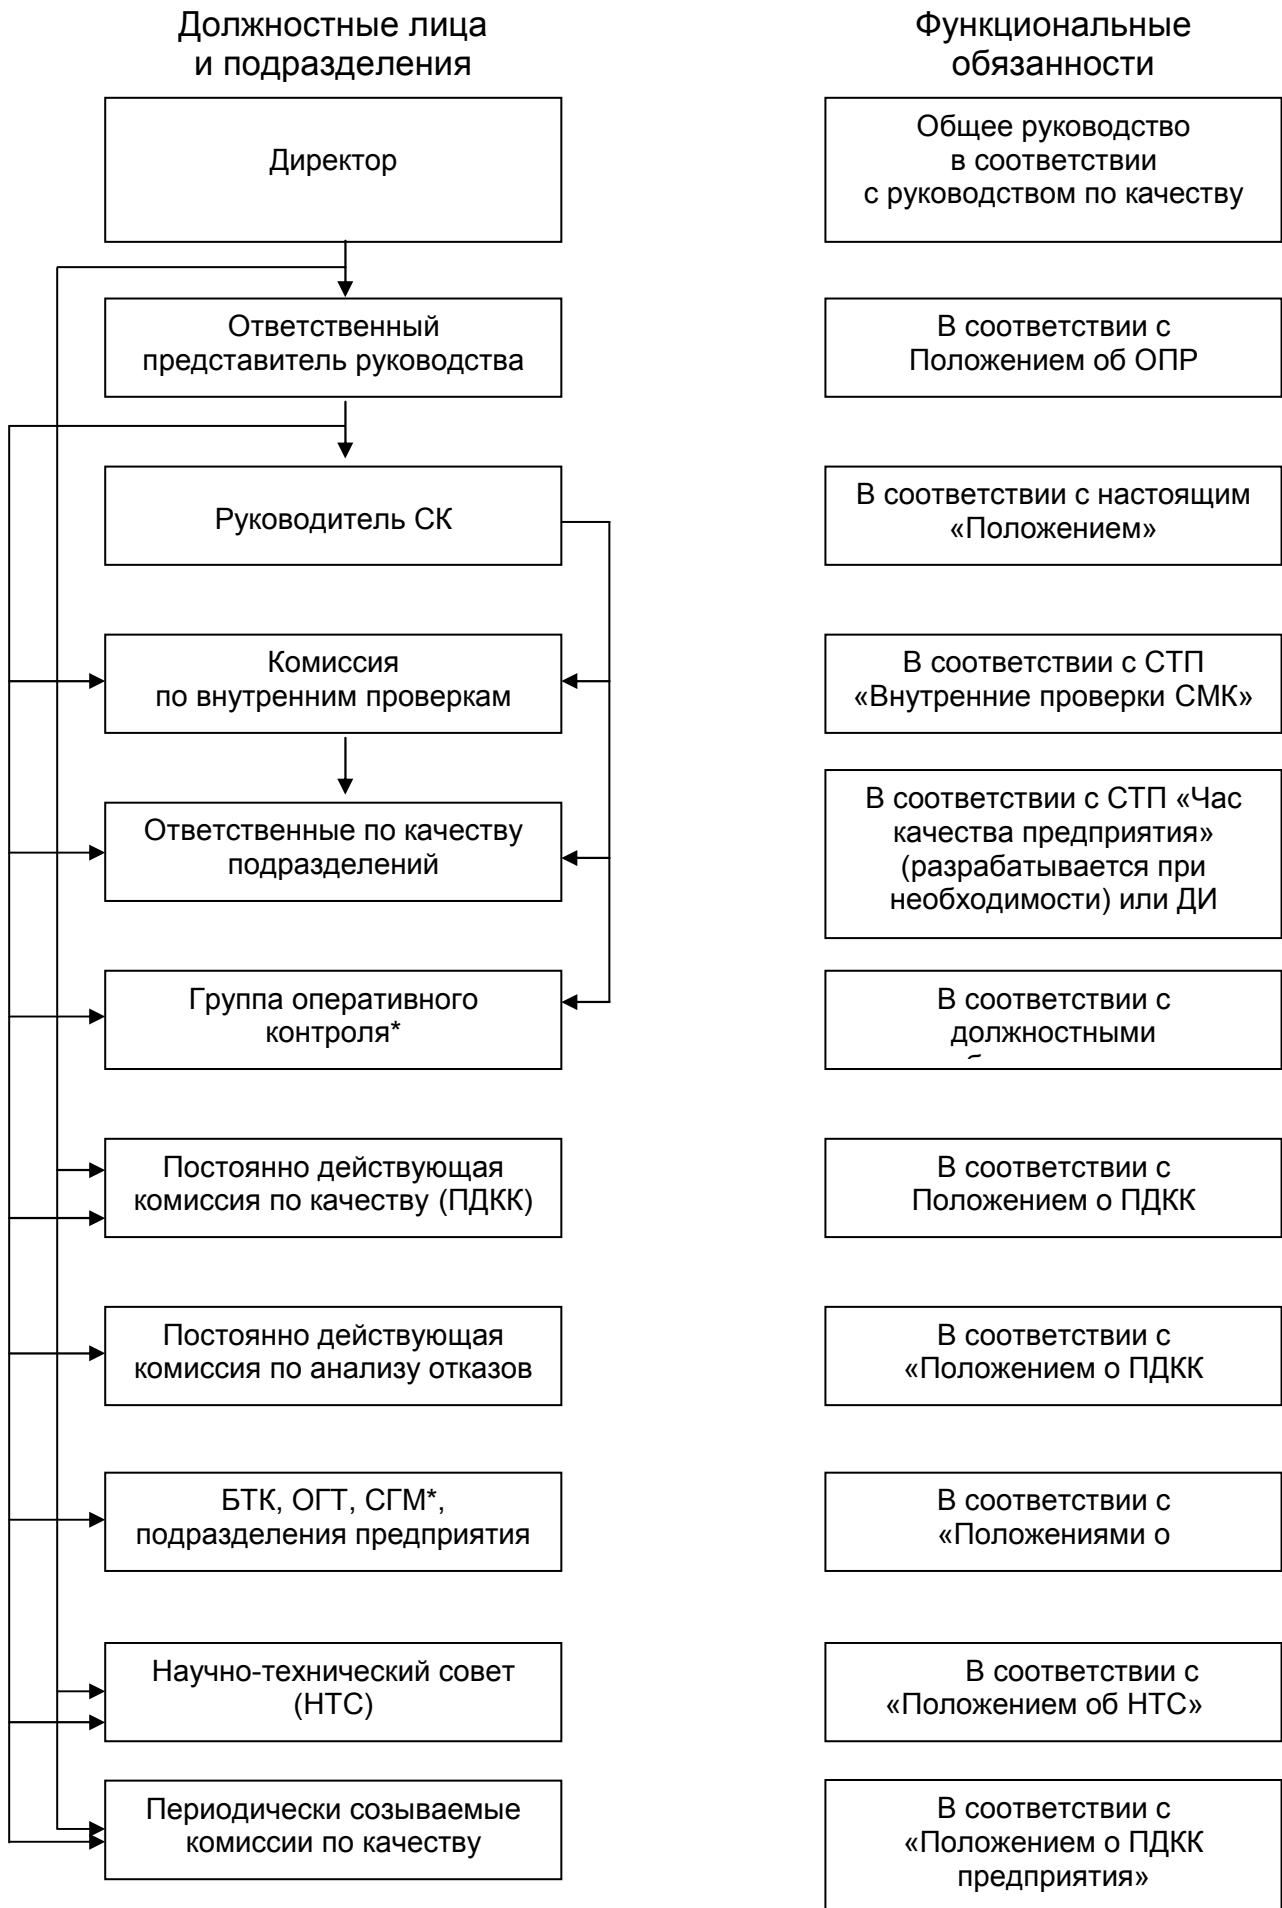 Должностные лица
и подразделения
Функциональные
обязанности
Директор
Общее руководство
в соответствии
с руководством по качеству
Ответственный
представитель руководства
В соответствии с
Положением об ОПР
Руководитель СК
В соответствии с настоящим
«Положением»
Комиссия
по внутренним проверкам
В соответствии с СТП
«Внутренние проверки СМК»
Ответственные по качеству
подразделений
В соответствии с СТП «Час
качества предприятия»
(разрабатывается при
необходимости) или ДИ
Группа оперативного
контроля*
В соответствии с
должностными
Постоянно действующая
комиссия по качеству (ПДКК)
В соответствии с
Положением о ПДКК
Постоянно действующая
комиссия по анализу отказов
В соответствии с
«Положением о ПДКК
БТК, ОГТ, СГМ*,
подразделения предприятия
В соответствии с
«Положениями о
Научно-технический совет
(НТС)
В соответствии с
«Положением об НТС»
Периодически созываемые
комиссии по качеству
В соответствии с
«Положением о ПДКК
предприятия»